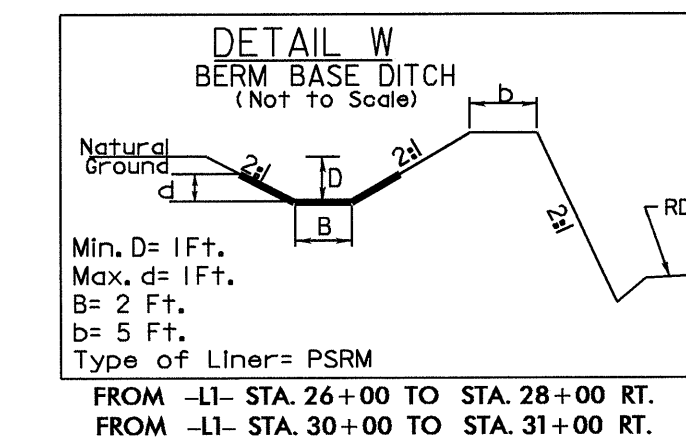 DETAIL W
BERM BASE DITCH
(Not to Scale)
b
Natural
Ground
2:1
2:1
D
d
B
2:1
RD
Min. D= 1Ft.
Max. d= 1Ft.
B= 2 Ft.
b= 5 Ft.
Type of Liner= PSRM
FROM -L1- STA. 26+00 TO STA. 28+00 RT.
FROM -L1- STA. 30+00 TO STA. 31+00 RT.